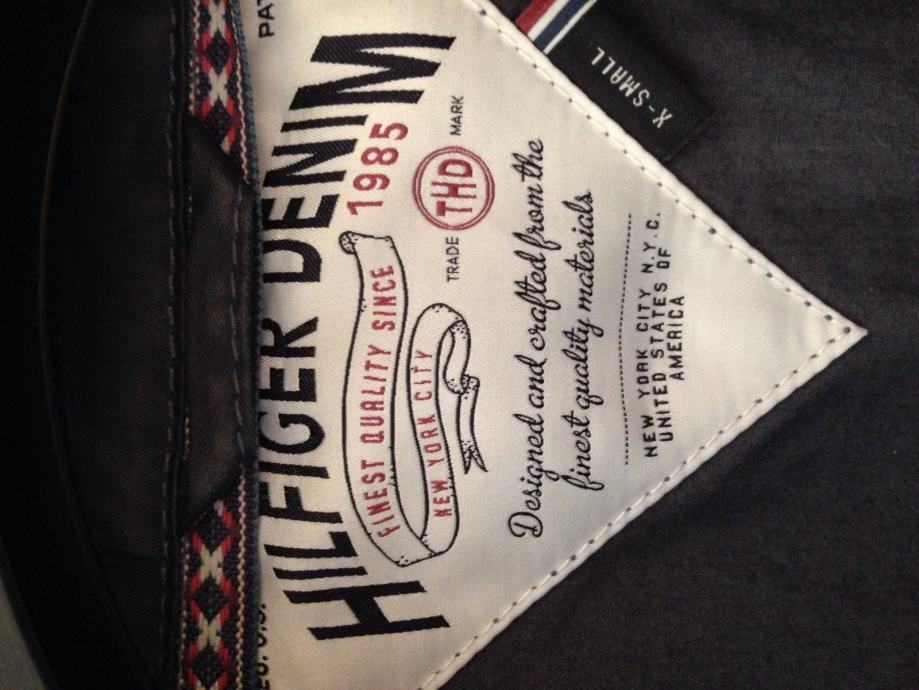 HILFIGER DENIM
FINEST QUALITY SINCE 1985
NEW YORK CITY
TRADE THD MARK
Designed and crafted from the
finest quality materials
NEW YORK CITY N.Y.C.
UNITED STATES OF
AMERICA
X-SMALL